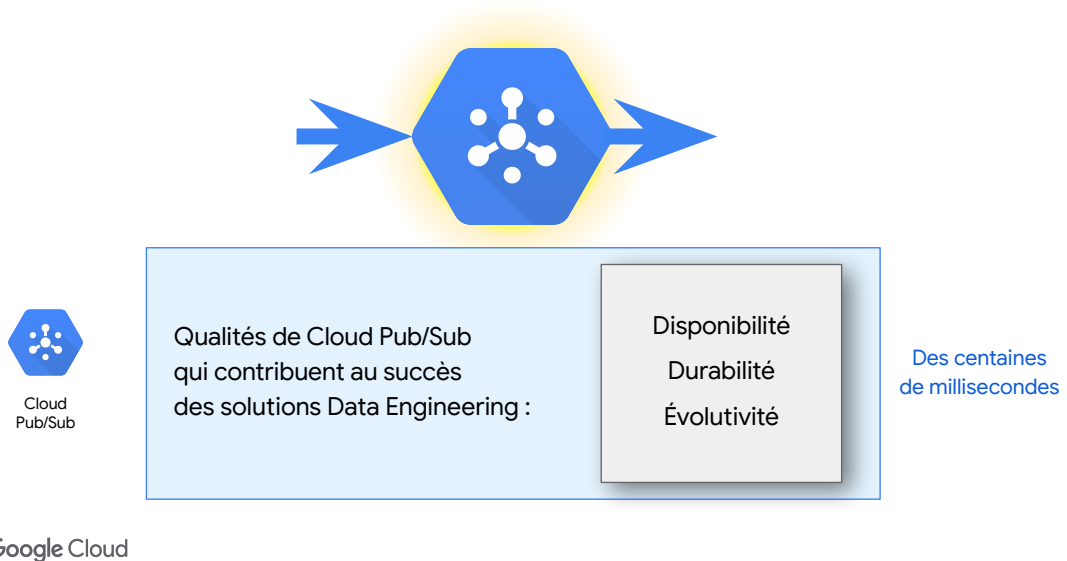 Qualités de Cloud Pub/Sub
qui contribuent au succès
des solutions Data Engineering :
Disponibilité
Durabilité
Évolutivité
Des centaines
de millisecondes
Cloud
Pub/Sub
Google Cloud